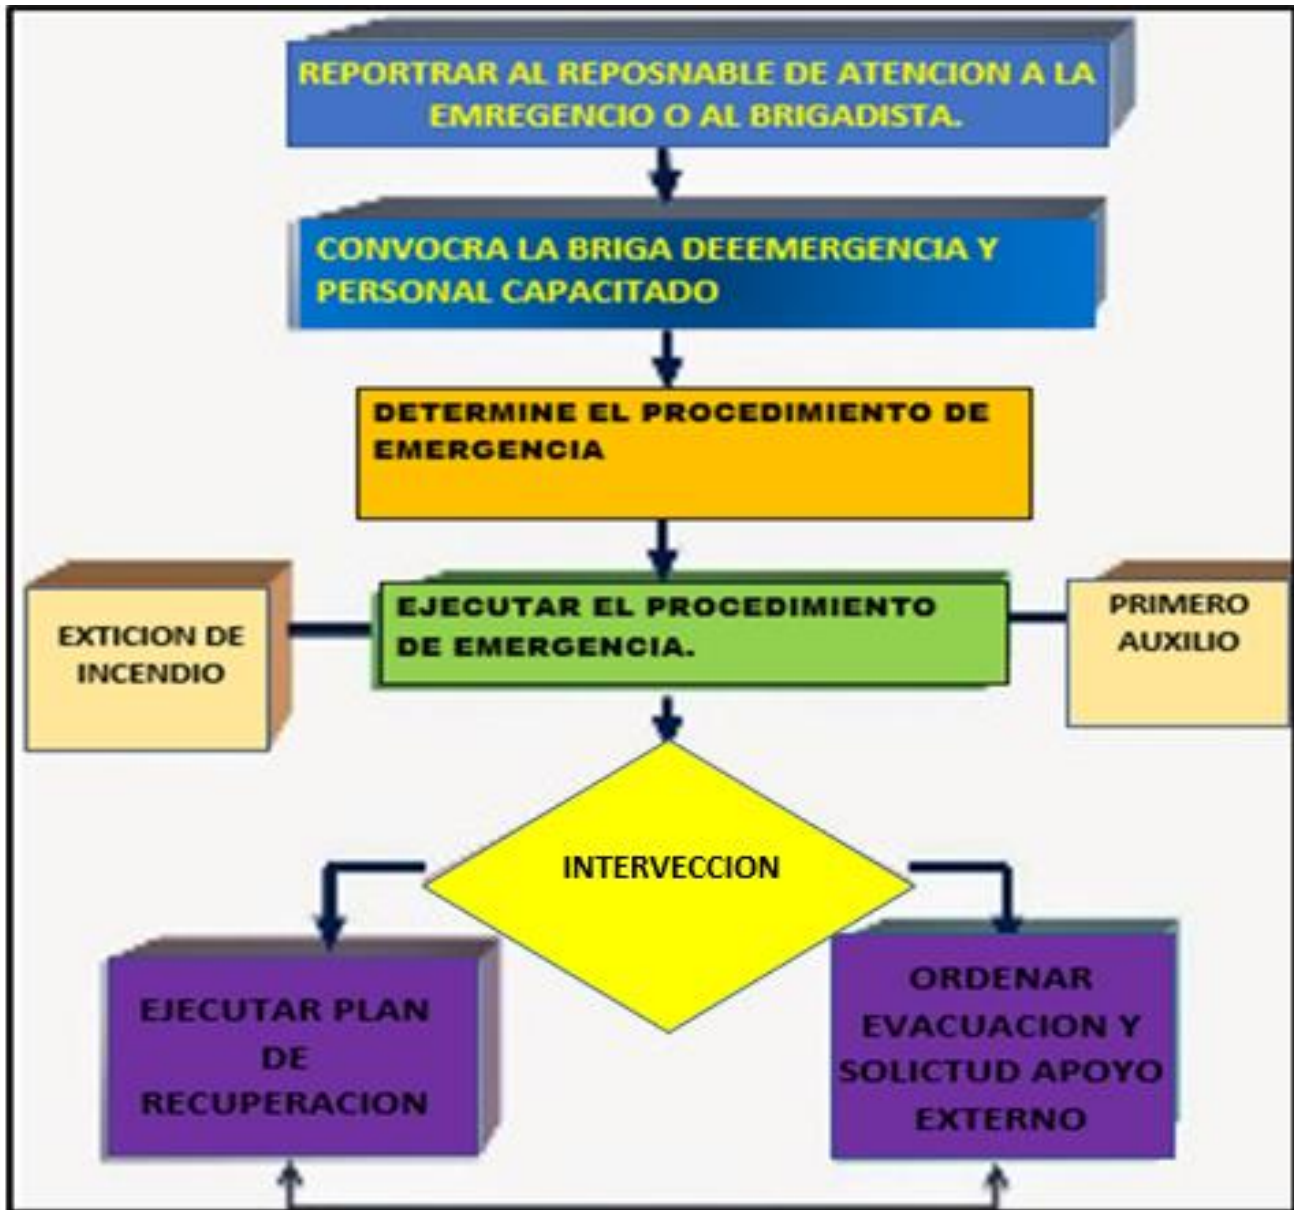 REPORTRAR AL REPOSNABLE DE ATENCION A LA
EMREGENCIO O AL BRIGADISTA.
CONVOCRA LA BRIGA DEEEMERGENCIA Y
PERSONAL CAPACITADO
DETERMINE EL PROCEDIMIENTO DE
EMERGENCIA
EXTICION DE
INCENDIO
EJECUTAR EL PROCEDIMIENTO
DE EMERGENCIA.
PRIMERO
AUXILIO
INTERVECCION
EJECUTAR PLAN
DE
RECUPERACION
ORDENAR
EVACUACION Y
SOLICTUD APOYO
EXTERNO